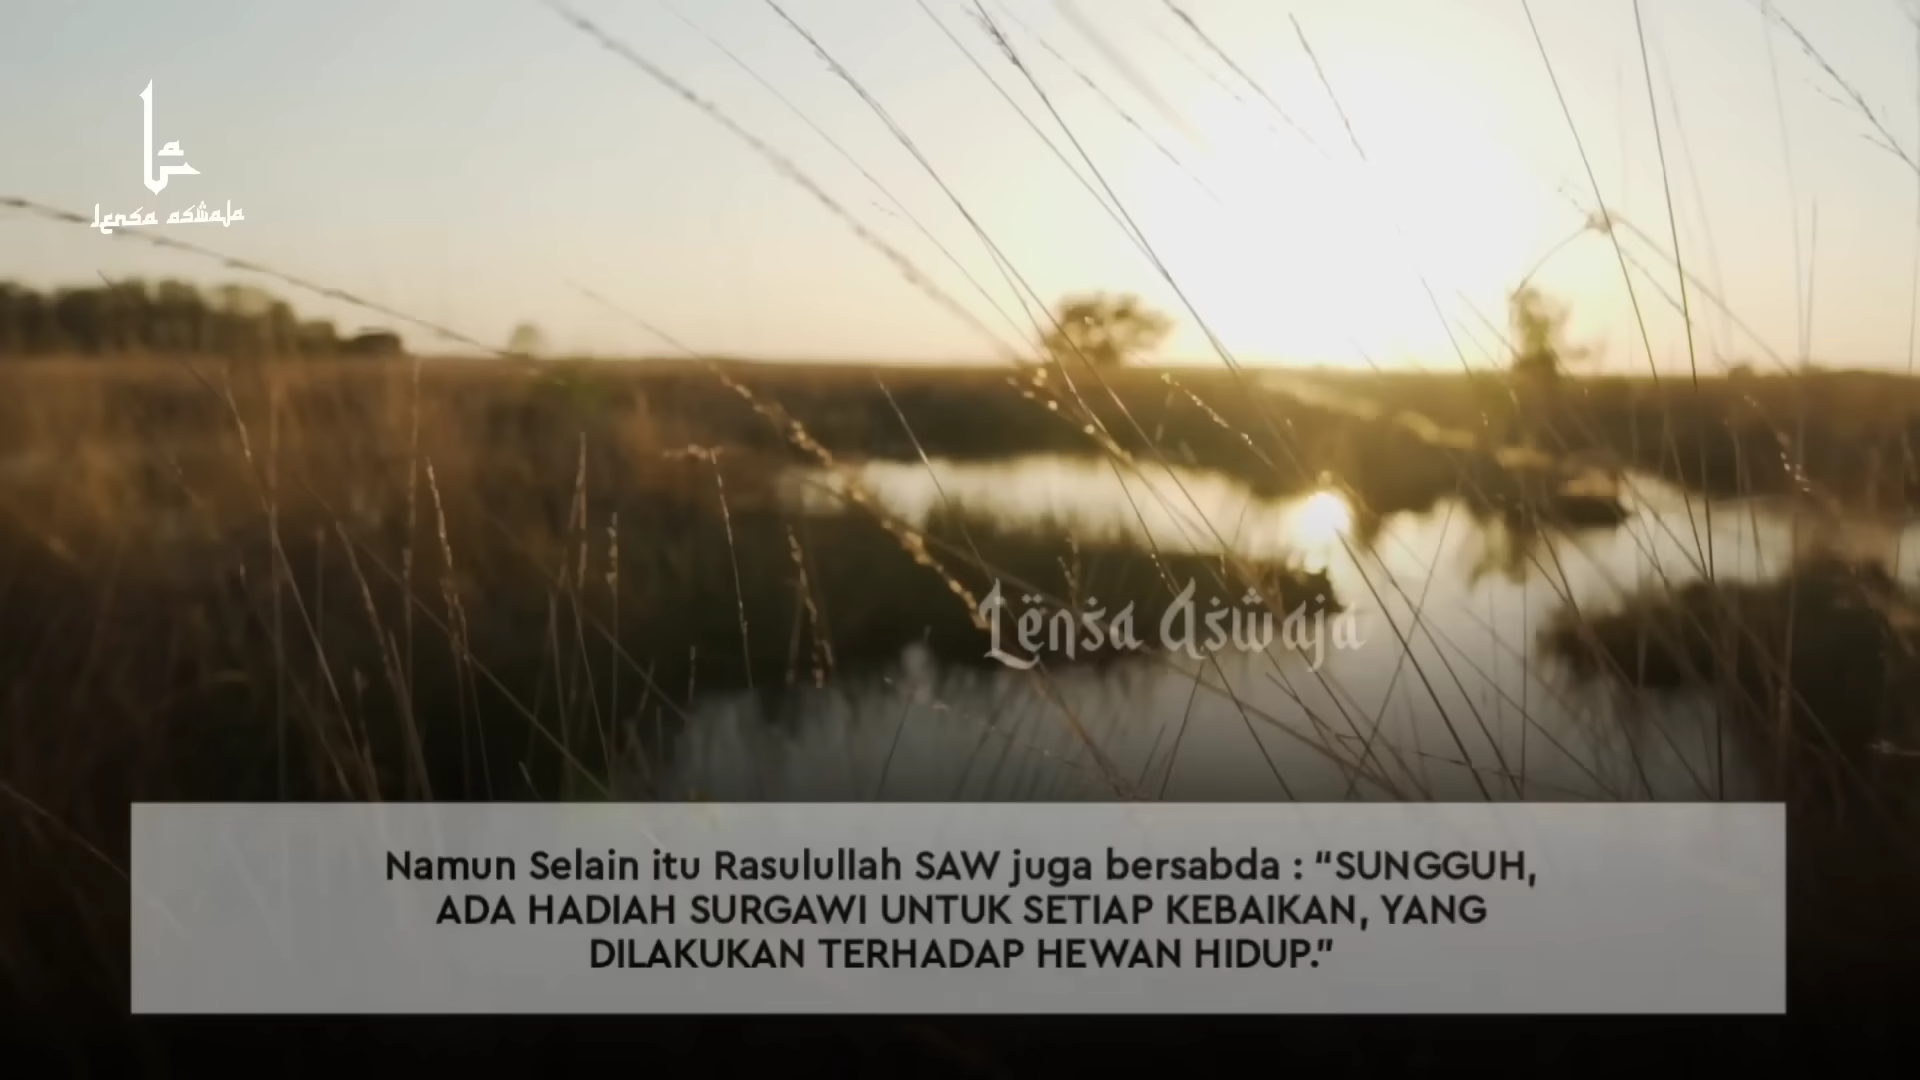 Lensa Aswaja
Lensa Aswaja
Namun Selain itu Rasulullah SAW juga bersabda : “SUNGGUH,
ADA HADIAH SURGAWI UNTUK SETIAP KEBAIKAN, YANG
DILAKUKAN TERHADAP HEWAN HIDUP.”